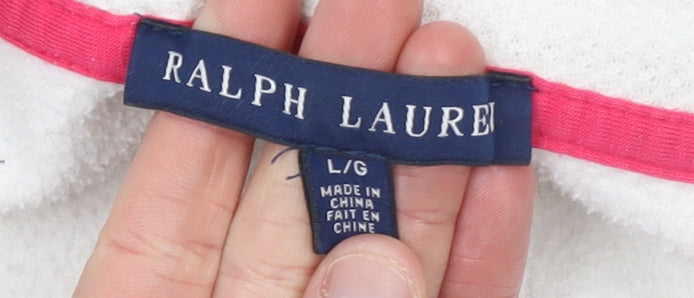 RALPH LAURE
L/G
MADE IN
CHINA
FAIT EN
CHINE